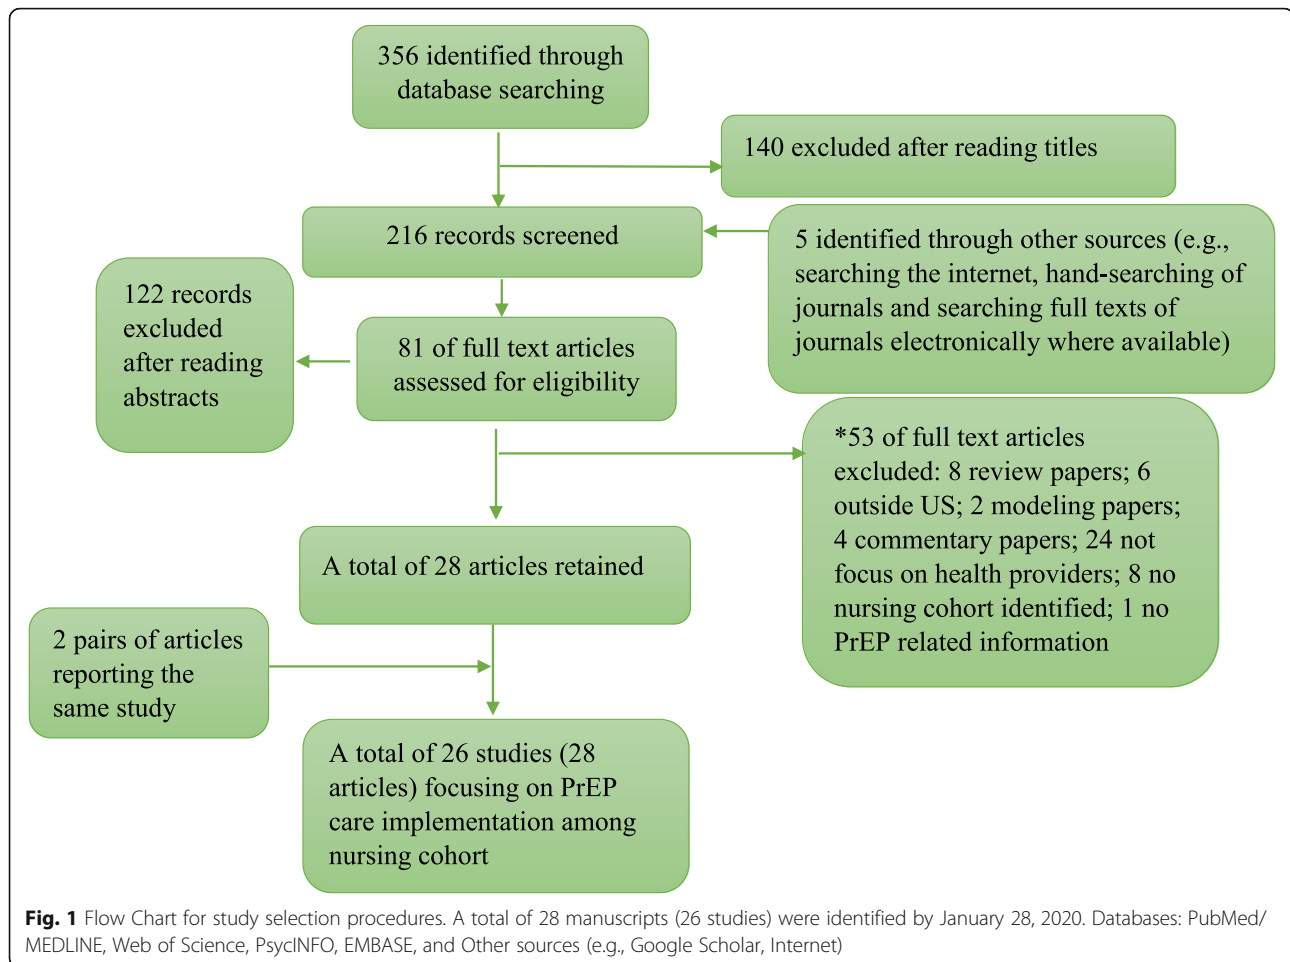 356 identified through
database searching
140 excluded after reading titles
216 records screened
5 identified through other sources (e.g.,
searching the internet, hand-searching of
journals and searching full texts of
journals electronically where available)
122 records
excluded
after reading
abstracts
81 of full text articles
assessed for eligibility
*53 of full text articles
excluded: 8 review papers; 6
outside US; 2 modeling papers;
4 commentary papers; 24 not
focus on health providers; 8 no
nursing cohort identified; 1 no
PrEP related information
A total of 28 articles retained
2 pairs of articles
reporting the
same study
A total of 26 studies (28
articles) focusing on PrEP
care implementation among
nursing cohort
Fig. 1 Flow Chart for study selection procedures. A total of 28 manuscripts (26 studies) were identified by January 28, 2020. Databases: PubMed/
MEDLINE, Web of Science, PsycINFO, EMBASE, and Other sources (e.g., Google Scholar, Internet)